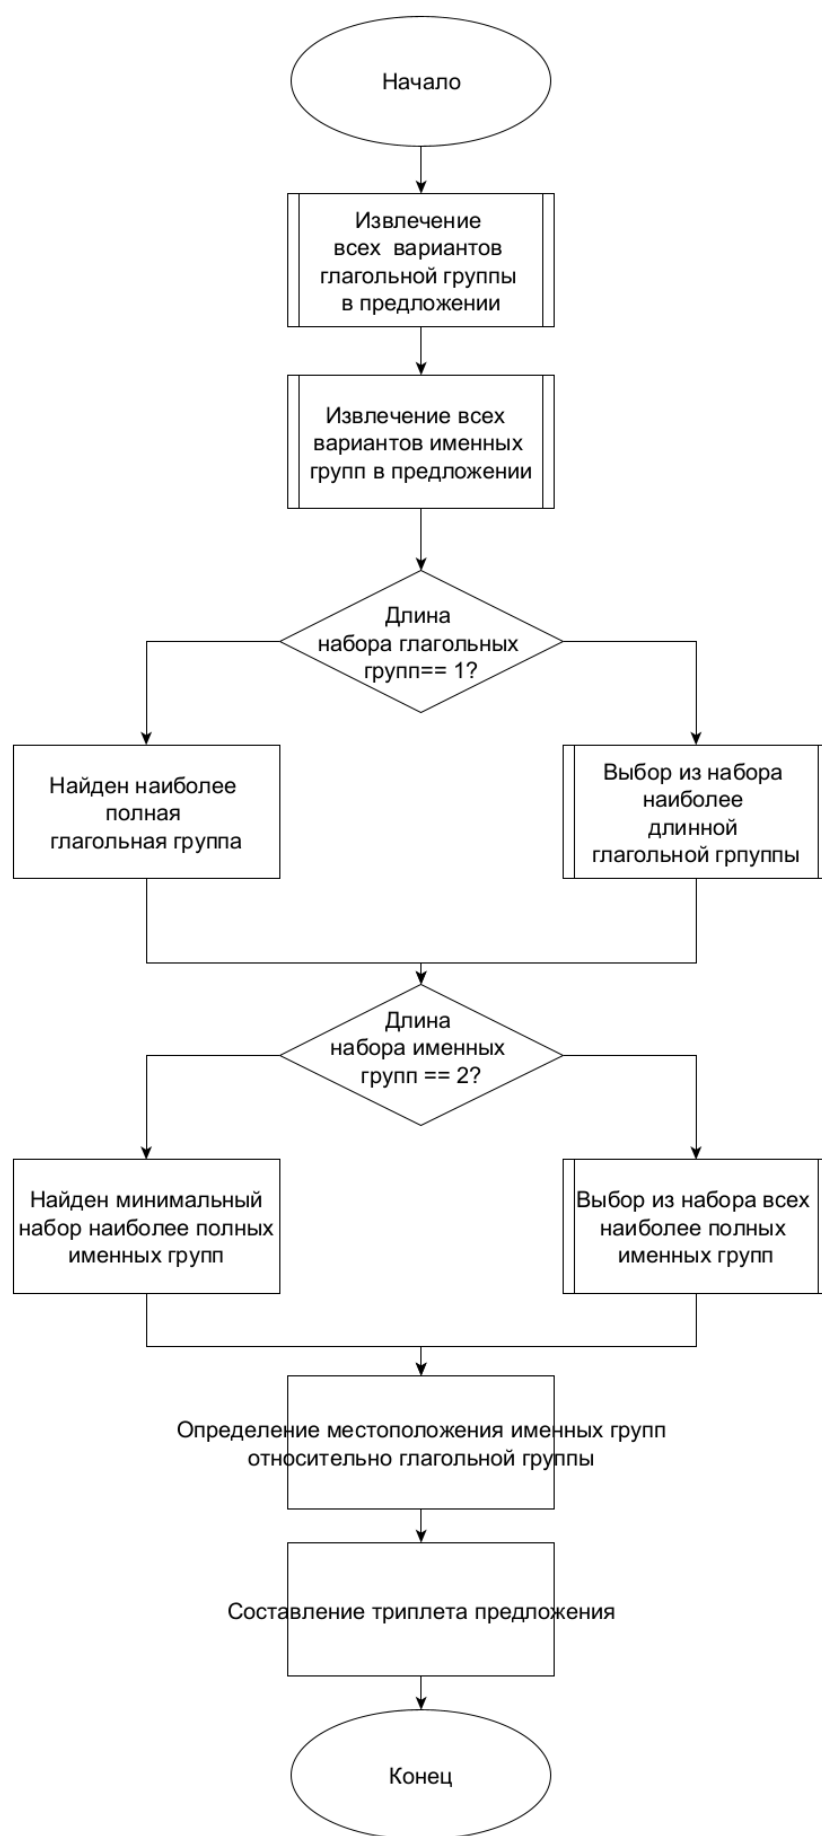 Начало
Извлечение
всех вариантов
глагольной группы
в предложении
Извлечение всех
вариантов именных
групп в предложении
Длина
набора глагольных
групп== 1?
Найден наиболее
полная
глагольная группа
Выбор из набора
наиболее
длинной
глагольной грпуппы
Длина
набора именных
групп == 2?
Найден минимальный
набор наиболее полных
именных групп
Выбор из набора всех
наиболее полных
именных групп
Определение местоположения именных групп
относительно глагольной группы
Составление триплета предложения
Конец